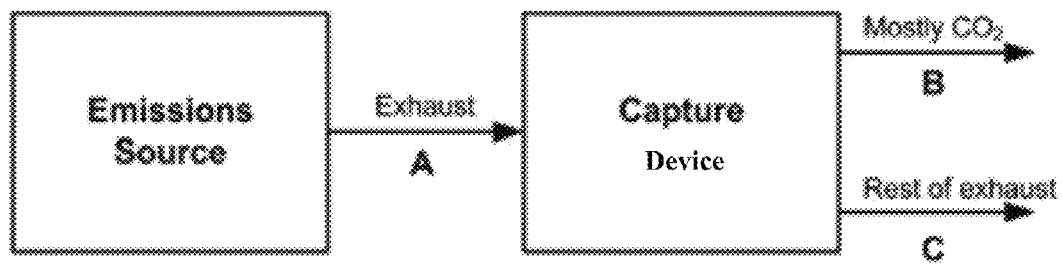 Emissions
Source
Exhaust
A
Capture
Device
Mostly CO₂
B
Rest of exhaust
C